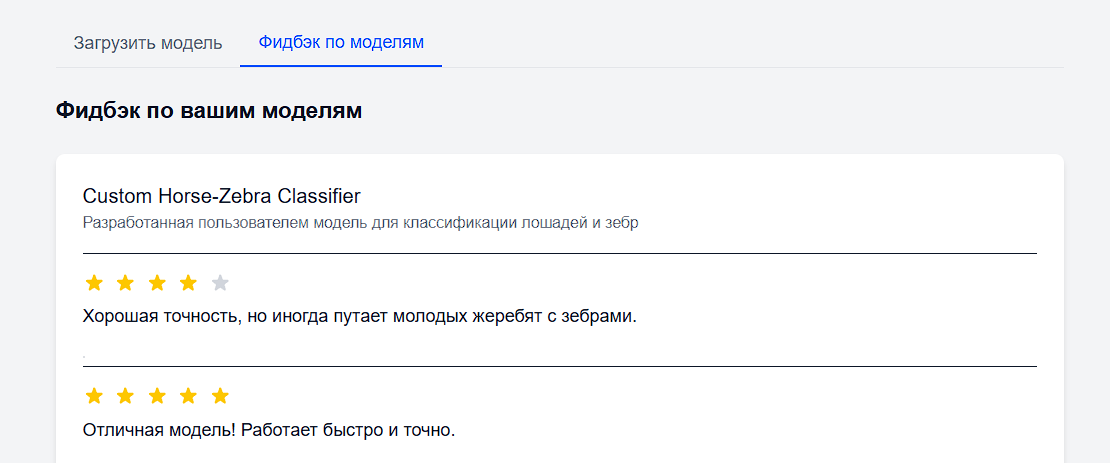 Загрузить модель Фидбэк по моделям
Фидбэк по вашим моделям
Custom Horse-Zebra Classifier
Разработанная пользователем модель для классификации лошадей и зебр
Хорошая точность, но иногда путает молодых жеребят с зебрами.
Отличная модель! Работает быстро и точно.